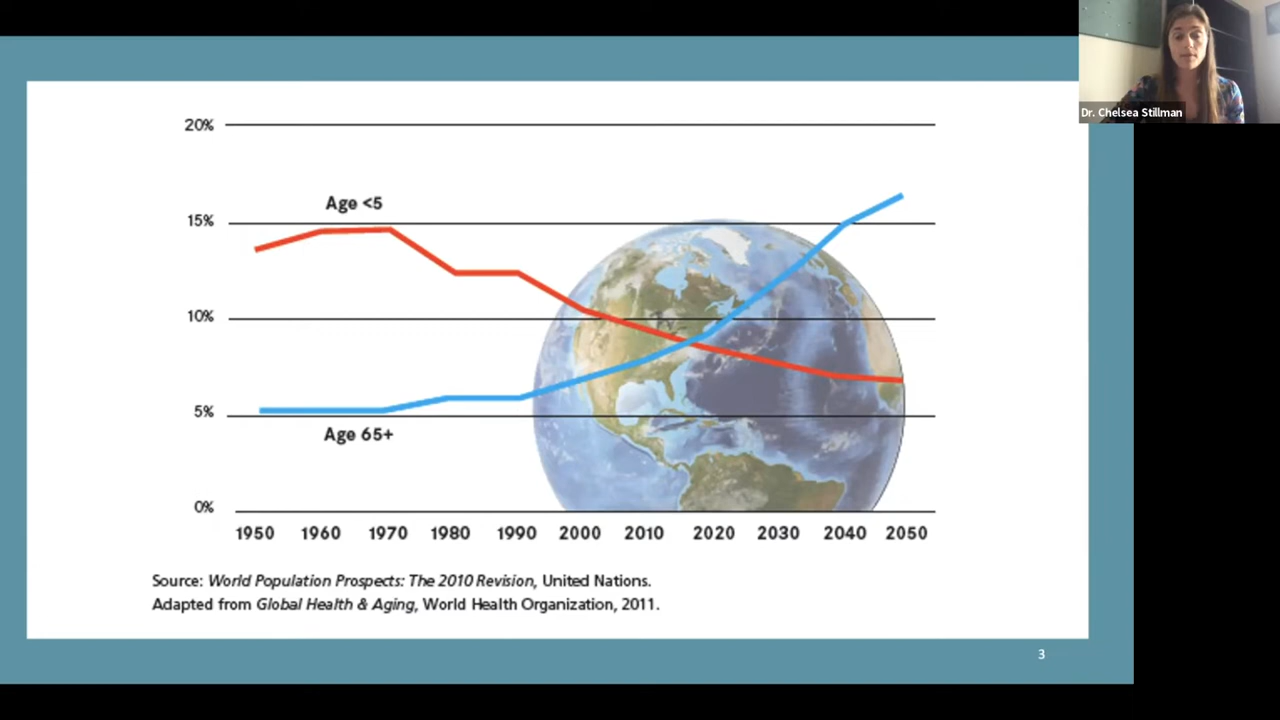 Dr. Chelsea Stillman
20%
Age <5
15%
10%
5%
Age 65+
0%
1950 1960 1970 1980 1990 2000 2010 2020 2030 2040 2050
Source: World Population Prospects: The 2010 Revision, United Nations.
Adapted from Global Health & Aging, World Health Organization, 2011.
3